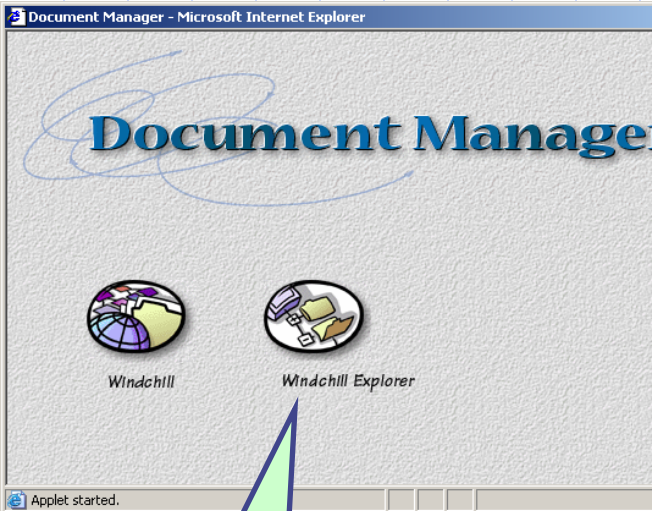 Document Manager - Microsoft Internet Explorer
Document Manager
Windchill
Windchill Explorer
Applet started.